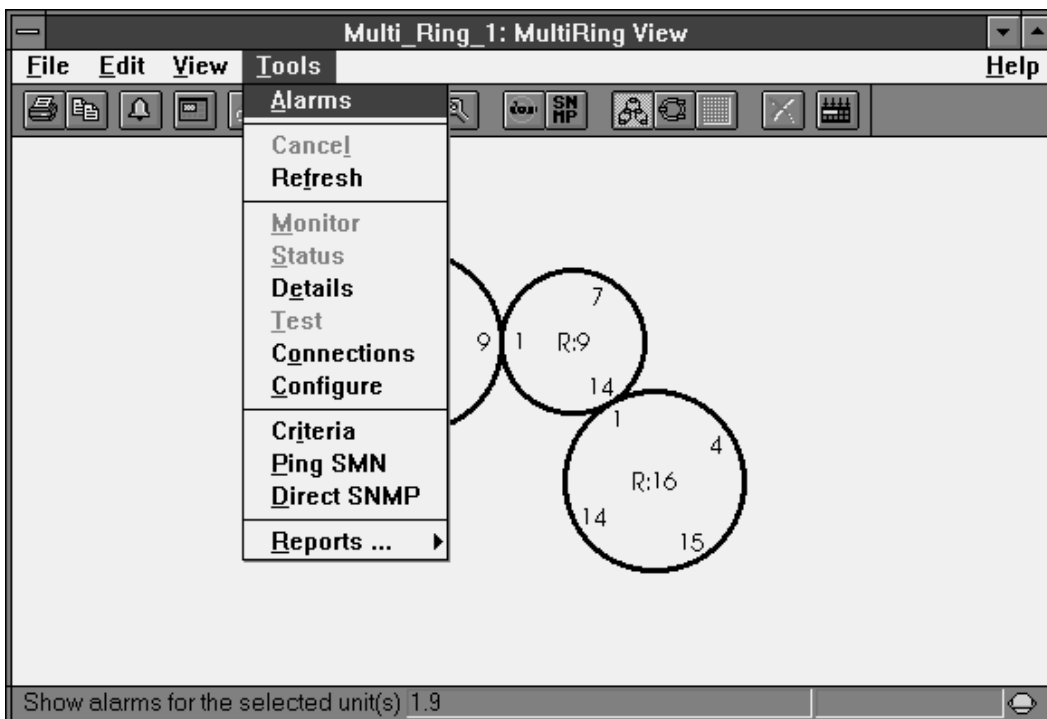 Multi_Ring_1: MultiRing View
File Edit View Tools Help
SN
MP
Alarms
Cancel
Refresh
Monitor
Status
Details
Test
Connections
Configure
Criteria
Ping SMN
Direct SNMP
Reports ...
7
9 1 R:9
14
1
4
R:16
14
15
Show alarms for the selected unit(s) 1.9